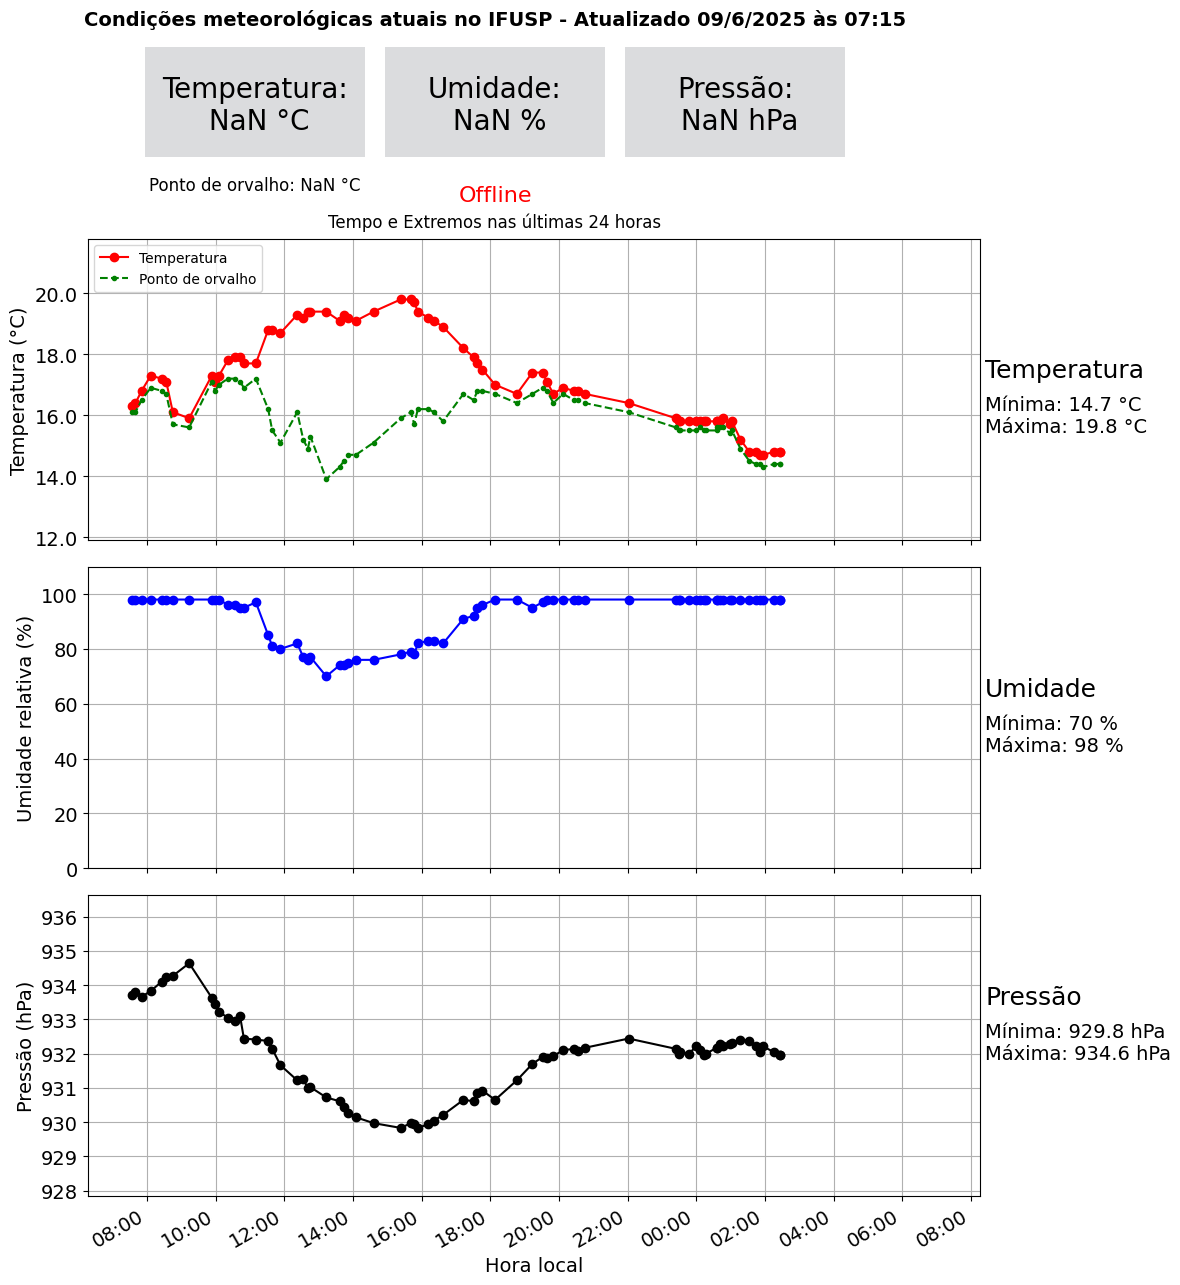 Condições meteorológicas atuais no IFUSP - Atualizado 09/6/2025 às 07:15
Temperatura:
NaN °C
Umidade:
NaN %
Pressão:
NaN hPa
Ponto de orvalho: NaN °C
Offline
Tempo e Extremos nas últimas 24 horas
Temperatura
Ponto de orvalho
Temperatura (°C)
20.0
18.0
16.0
14.0
12.0
Temperatura
Mínima: 14.7 °C
Máxima: 19.8 °C
Umidade relativa (%)
100
80
60
40
20
0
Umidade
Mínima: 70 %
Máxima: 98 %
Pressão (hPa)
936
935
934
933
932
931
930
929
928
Pressão
Mínima: 929.8 hPa
Máxima: 934.6 hPa
08:00 10:00 12:00 14:00 16:00 18:00 20:00 22:00 00:00 02:00 04:00 06:00 08:00
Hora local